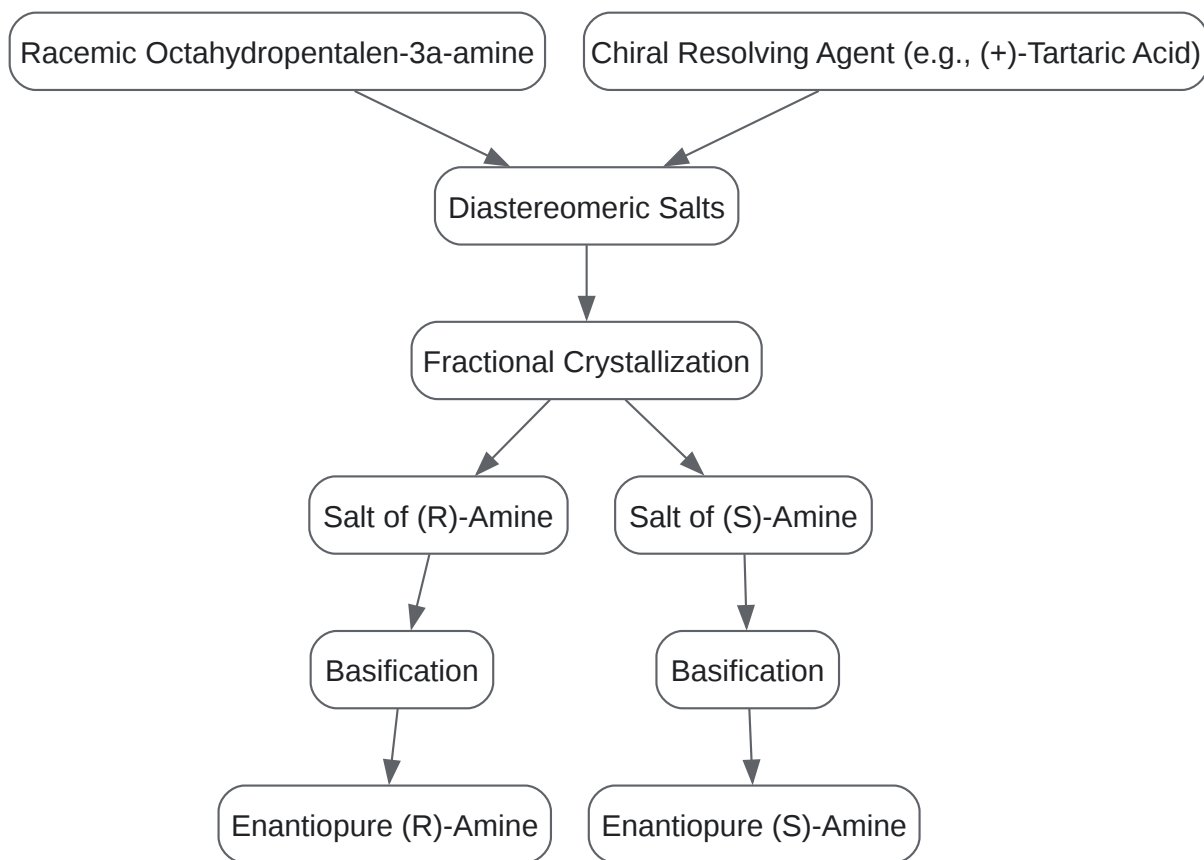 Racemic Octahydropentalen-3a-amine
Chiral Resolving Agent (e.g., (+)-Tartaric Acid)
Diastereomeric Salts
Fractional Crystallization
Salt of (R)-Amine
Salt of (S)-Amine
Basification
Basification
Enantiopure (R)-Amine
Enantiopure (S)-Amine